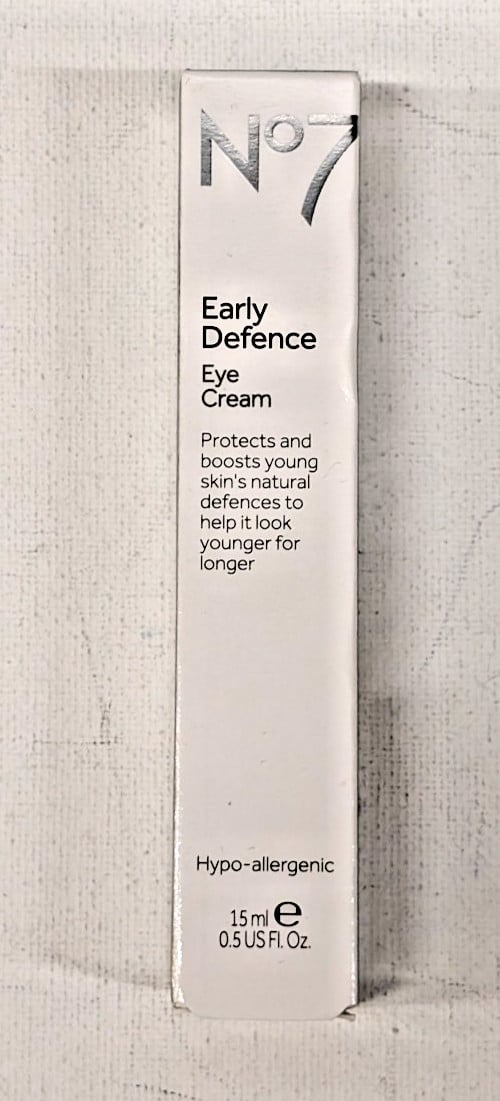 No7
Early
Defence
Eye
Cream
Protects and
boosts young
skin's natural
defences to
help it look
younger for
longer
Hypo-allergenic
15 ml ℮
0.5 US Fl. Oz.